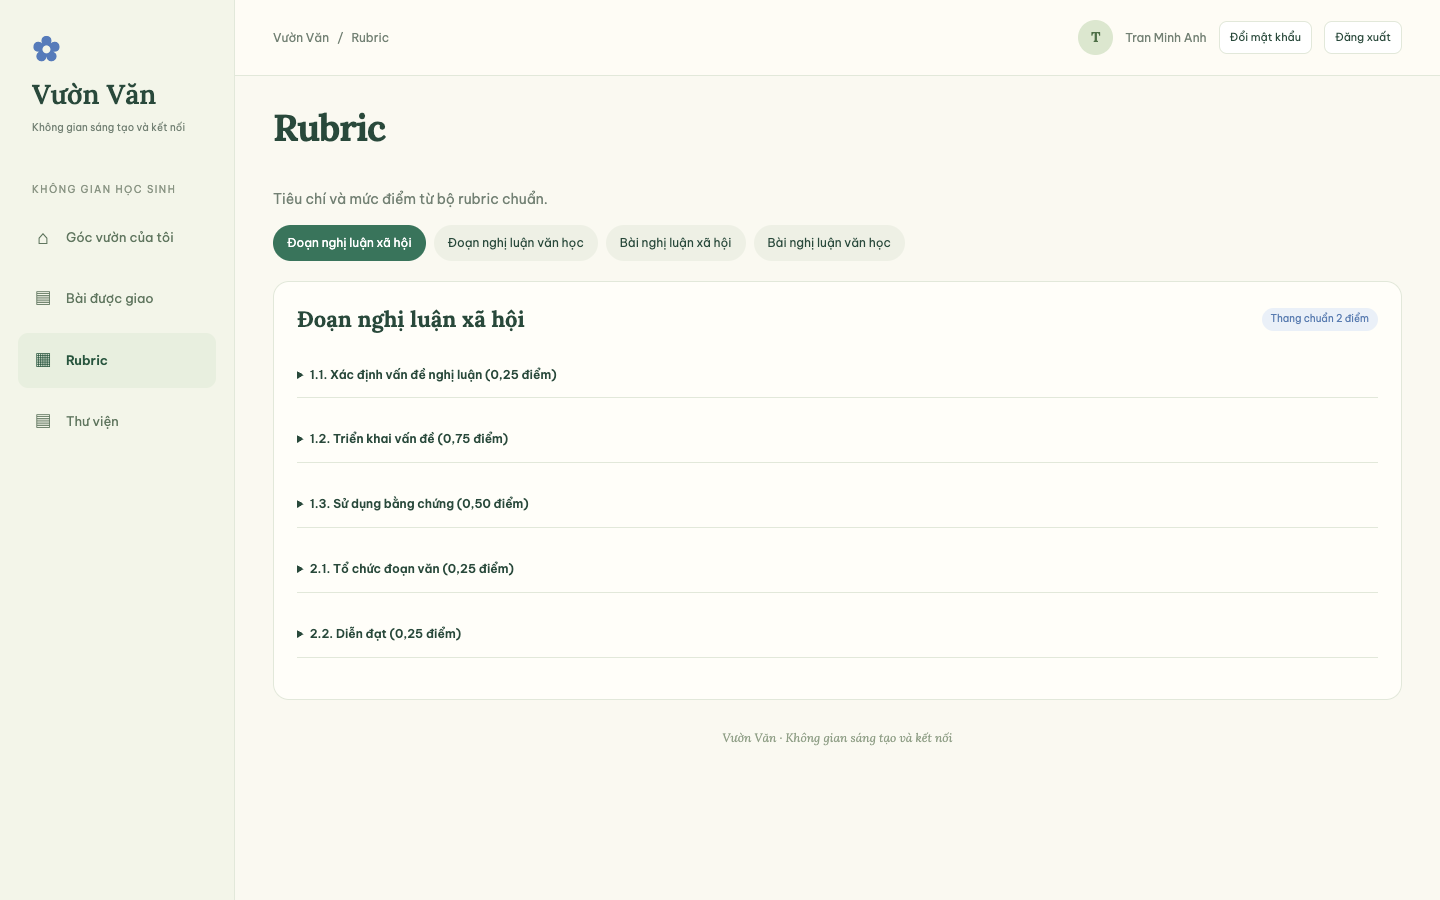 Vườn Văn
Không gian sáng tạo và kết nối
KHÔNG GIAN HỌC SINH
Góc vườn của tôi
Bài được giao
Rubric
Thư viện
Vườn Văn / Rubric
T
Tran Minh Anh
Đổi mật khẩu
Đăng xuất
Rubric
Tiêu chí và mức điểm từ bộ rubric chuẩn.
Đoạn nghị luận xã hội
Đoạn nghị luận văn học
Bài nghị luận xã hội
Bài nghị luận văn học
Đoạn nghị luận xã hội
Thang chuẩn 2 điểm
1.1. Xác định vấn đề nghị luận (0,25 điểm)
1.2. Triển khai vấn đề (0,75 điểm)
1.3. Sử dụng bằng chứng (0,50 điểm)
2.1. Tổ chức đoạn văn (0,25 điểm)
2.2. Diễn đạt (0,25 điểm)
Vườn Văn · Không gian sáng tạo và kết nối